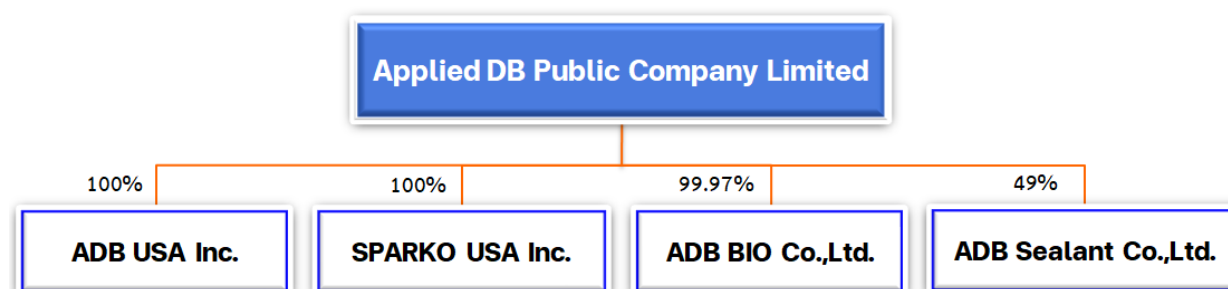 Applied DB Public Company Limited
100%
100%
99.97%
49%
ADB USA Inc.
SPARKO USA Inc.
ADB BIO Co.,Ltd.
ADB Sealant Co.,Ltd.